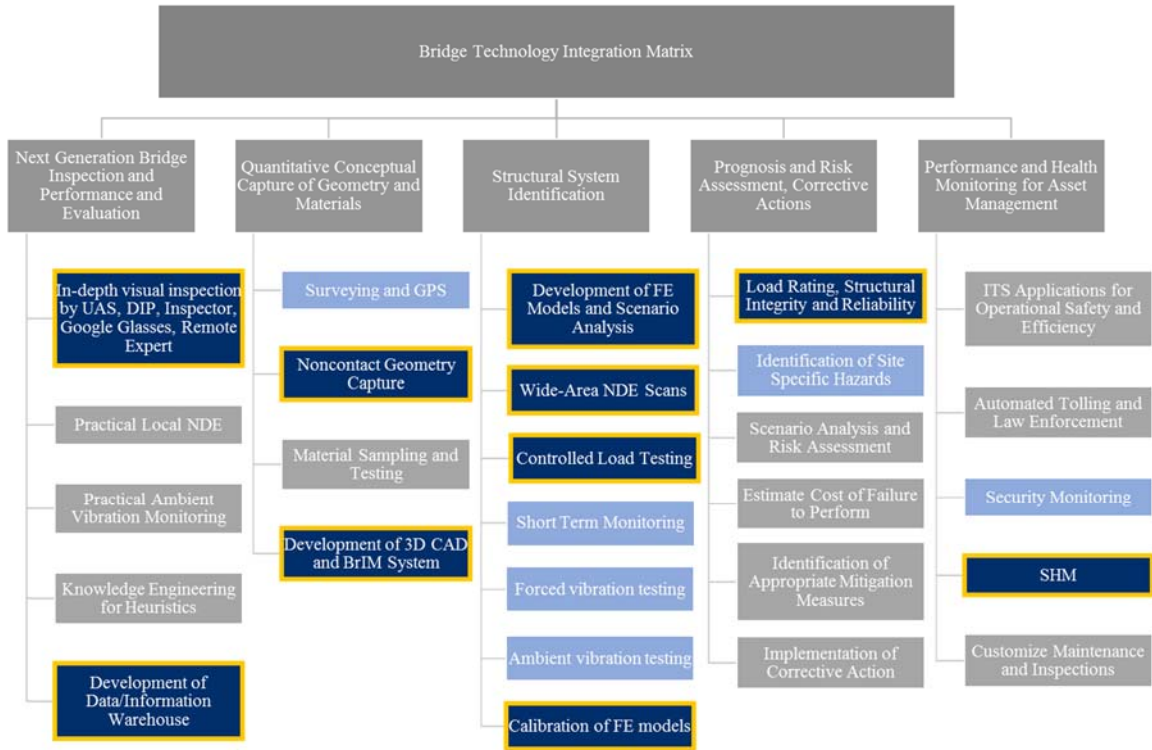 Bridge Technology Integration Matrix
Next Generation Bridge
Inspection and
Performance and
Evaluation
In-depth visual inspection
by UAS, DIP, Inspector,
Google Glasses, Remote
Expert
Practical Local NDE
Practical Ambient
Vibration Monitoring
Knowledge Engineering
for Heuristics
Development of
Data/Information
Warehouse
Quantitative Conceptual
Capture of Geometry and
Materials
Surveying and GPS
Noncontact Geometry
Capture
Material Sampling and
Testing
Development of 3D CAD
and BrIM System
Structural System
Identification
Development of FE
Models and Scenario
Analysis
Wide-Area NDE Scans
Controlled Load Testing
Short Term Monitoring
Forced vibration testing
Ambient vibration testing
Calibration of FE models
Prognosis and Risk
Assessment, Corrective
Actions
Load Rating, Structural
Integrity and Reliability
Identification of Site
Specific Hazards
Scenario Analysis and
Risk Assessment
Estimate Cost of Failure
to Perform
Identification of
Appropriate Mitigation
Measures
Implementation of
Corrective Action
Performance and Health
Monitoring for Asset
Management
ITS Applications for
Operational Safety and
Efficiency
Automated Tolling and
Law Enforcement
Security Monitoring
SHM
Customize Maintenance
and Inspections